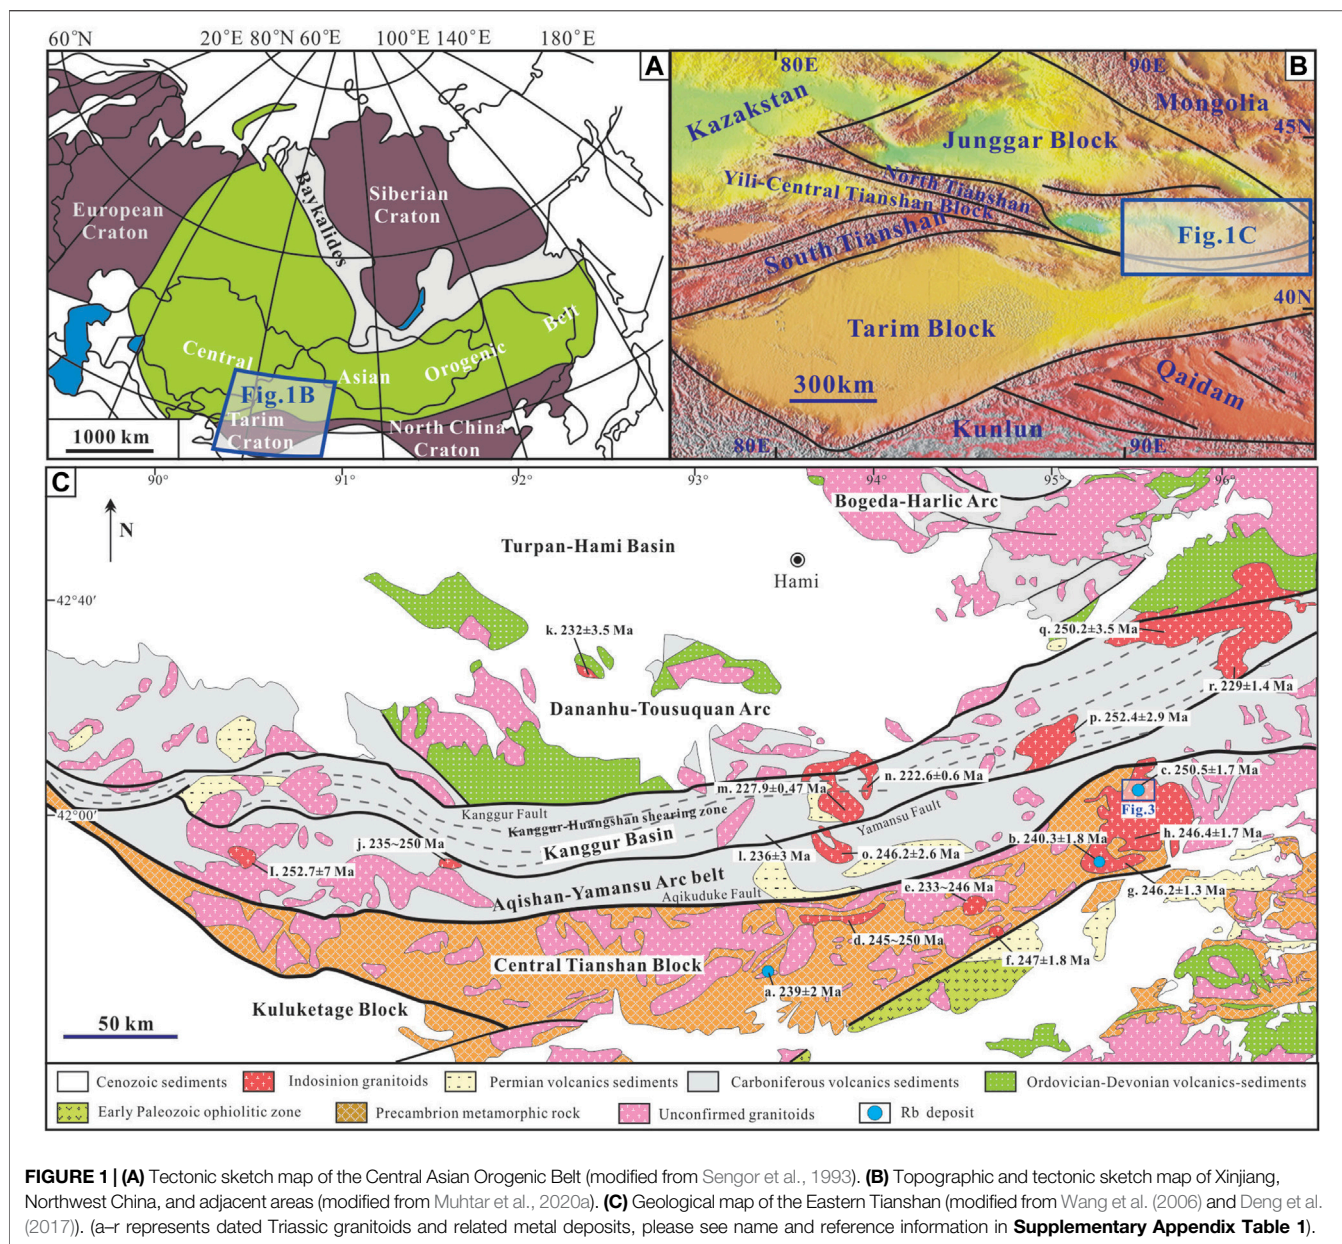 60°N 20°E 80°N 60°E 100°E 140°E 180°E
A
European
Craton
Siberian
Craton
Baykalides
Central
Asian
Orogenic
Belt
Fig.1B
Tarim
Craton
North China
Craton
1000 km
B
80E
90E
Kazakstan
Mongolia
45N
Junggar Block
North Tianshan
Yili-Central Tianshan Block
South Tianshan
Fig.1C
40N
Tarim Block
300km
Qaidam
Kunlun
80E
90E
C
90° 91° 92° 93° 94° 95° 96°
N
Bogeda-Harlic Arc
Turpan-Hami Basin
Hami
42°40′
k. 232±3.5 Ma
q. 250.2±3.5 Ma
r. 229±1.4 Ma
Dananhu-Tousuquan Arc
p. 252.4±2.9 Ma
n. 222.6±0.6 Ma
m. 227.9±0.47 Ma
c. 250.5±1.7 Ma
Fig.3
42°00′
Kanggur Fault
Kanggur-Huangshan shearing zone
Yamansu Fault
Kanggur Basin
j. 235~250 Ma
b. 240.3±1.8 Ma
h. 246.4±1.7 Ma
l. 236±3 Ma
o. 246.2±2.6 Ma
I. 252.7±7 Ma
Aqishan-Yamansu Arc belt
Aqikuduke Fault
e. 233~246 Ma
g. 246.2±1.3 Ma
d. 245~250 Ma
f. 247±1.8 Ma
Central Tianshan Block
a. 239±2 Ma
Kuluketage Block
50 km
Cenozoic sediments Indosinion granitoids Permian volcanics sediments Carboniferous volcanics sediments Ordovician-Devonian volcanics-sediments
Early Paleozoic ophiolitic zone Precambrion metamorphic rock Unconfirmed granitoids Rb deposit
FIGURE 1 | (A) Tectonic sketch map of the Central Asian Orogenic Belt (modified from Sengor et al., 1993). (B) Topographic and tectonic sketch map of Xinjiang,
Northwest China, and adjacent areas (modified from Muhtar et al., 2020a). (C) Geological map of the Eastern Tianshan (modified from Wang et al. (2006) and Deng et al.
(2017)). (a–r represents dated Triassic granitoids and related metal deposits, please see name and reference information in Supplementary Appendix Table 1).